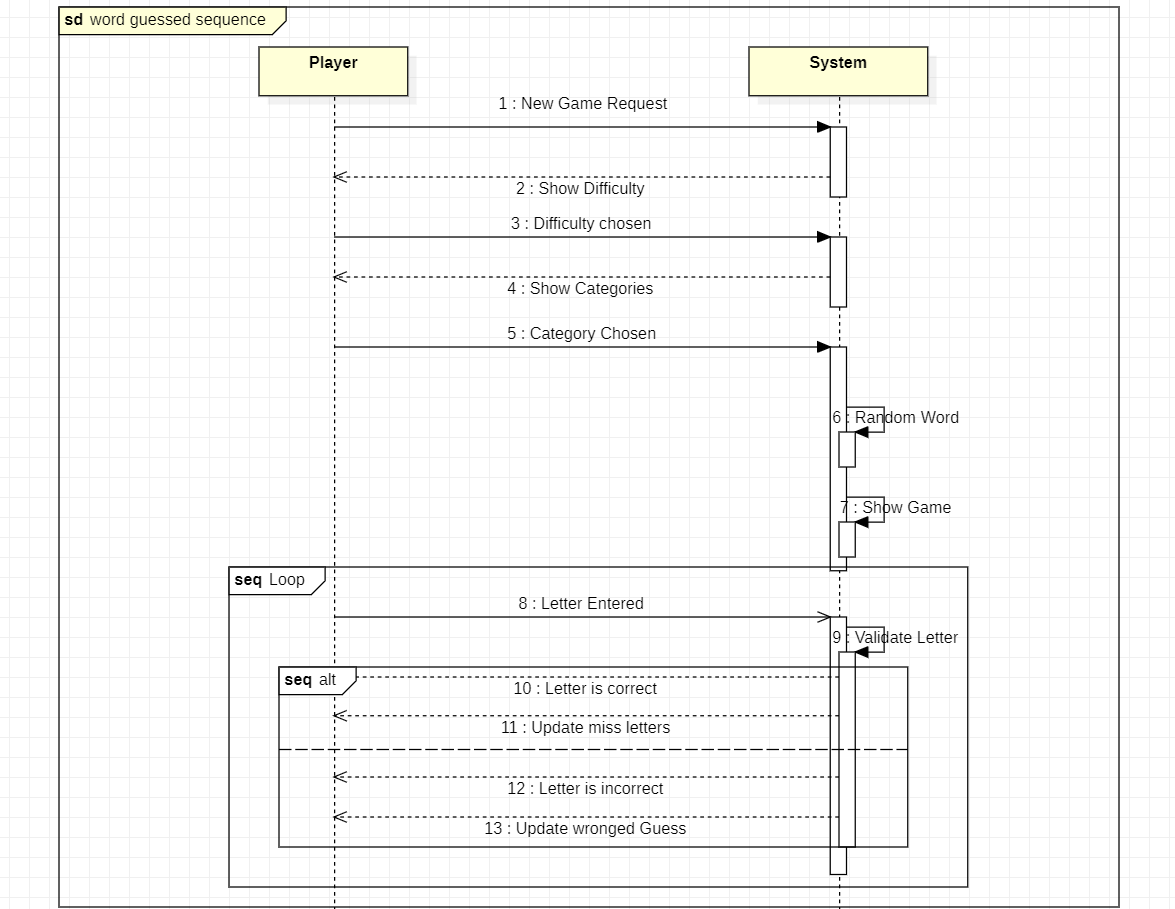 sd word guessed sequence
Player
System
1 : New Game Request
2 : Show Difficulty
3 : Difficulty chosen
4 : Show Categories
5 : Category Chosen
6 : Random Word
7 : Show Game
seq Loop
8 : Letter Entered
9 : Validate Letter
seq alt
10 : Letter is correct
11 : Update miss letters
12 : Letter is incorrect
13 : Update wronged Guess